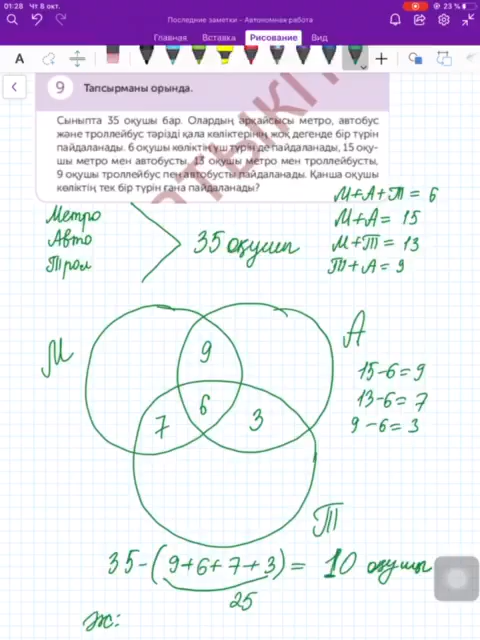 01:28 Чт 8 окт. 23 %
Последние заметки – Автономная работа
Главная Вставка Рисование Вид
9 Тапсырманы орында.
Сыныпта 35 оқушы бар. Олардың әрқайсысы метро, автобус
және троллейбус тәрізді қала көліктерінің жоқ дегенде бір түрін
пайдаланады. 6 оқушы көліктің үш түрін де пайдаланады, 15 оқу-
шы метро мен автобусты, 13 оқушы метро мен троллейбусты,
9 оқушы троллейбус пен автобусты пайдаланады. Қанша оқушы
көліктің тек бір түрін ғана пайдаланады?
М+А+Т = 6
Метро
М+А = 15
Авто
35 оқушы
М+Т = 13
Трол
Т+А = 9
М
А
9
15-6=9
6
13-6=7
7
3
9-6=3
Т
35-(9+6+7+3)= 10 оқушы
25
Ж: